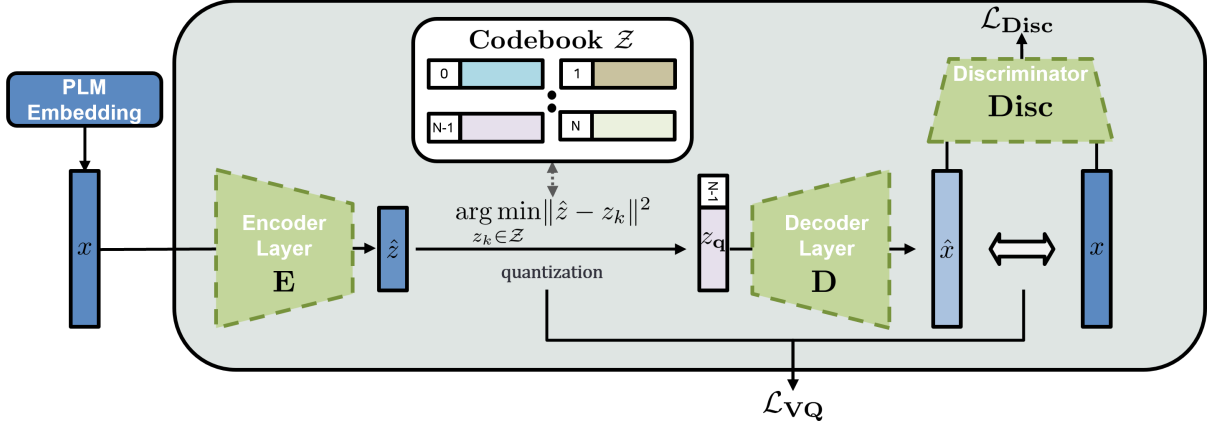 Codebook 𝒵
0
1
N-1
N
PLM
Embedding
x
Encoder
Layer
E
ẑ
arg min‖ẑ − z_k‖²
z_k∈𝒵
quantization
N-1
z_q
Decoder
Layer
D
x̂
x
ℒ_Disc
Discriminator
Disc
ℒ_VQ